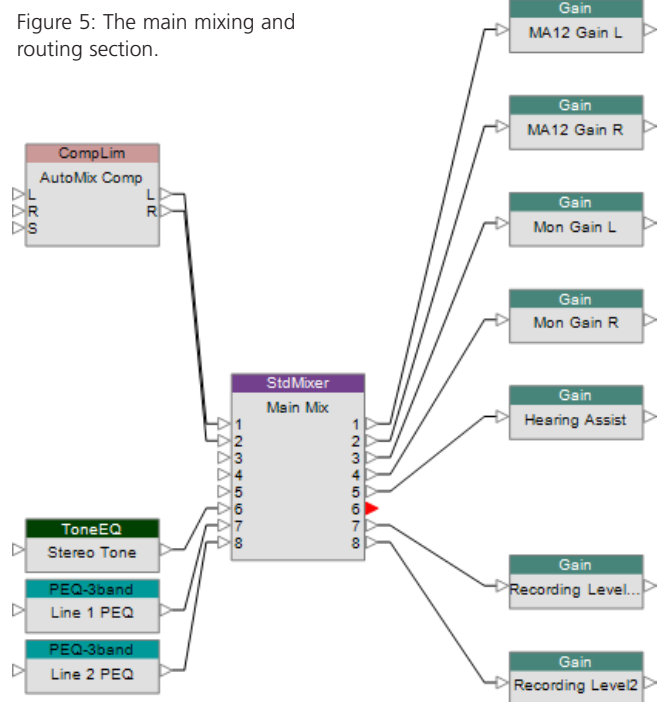 Figure 5: The main mixing and
routing section.
Gain
MA12 Gain L
Gain
MA12 Gain R
CompLim
AutoMix Comp
L L
R R
S
Gain
Mon Gain L
Gain
Mon Gain R
StdMixer
Main Mix
1 1
2 2
3 3
4 4
5 5
6 6
7 7
8 8
Gain
Hearing Assist
ToneEQ
Stereo Tone
PEQ-3band
Line 1 PEQ
PEQ-3band
Line 2 PEQ
Gain
Recording Level...
Gain
Recording Level2